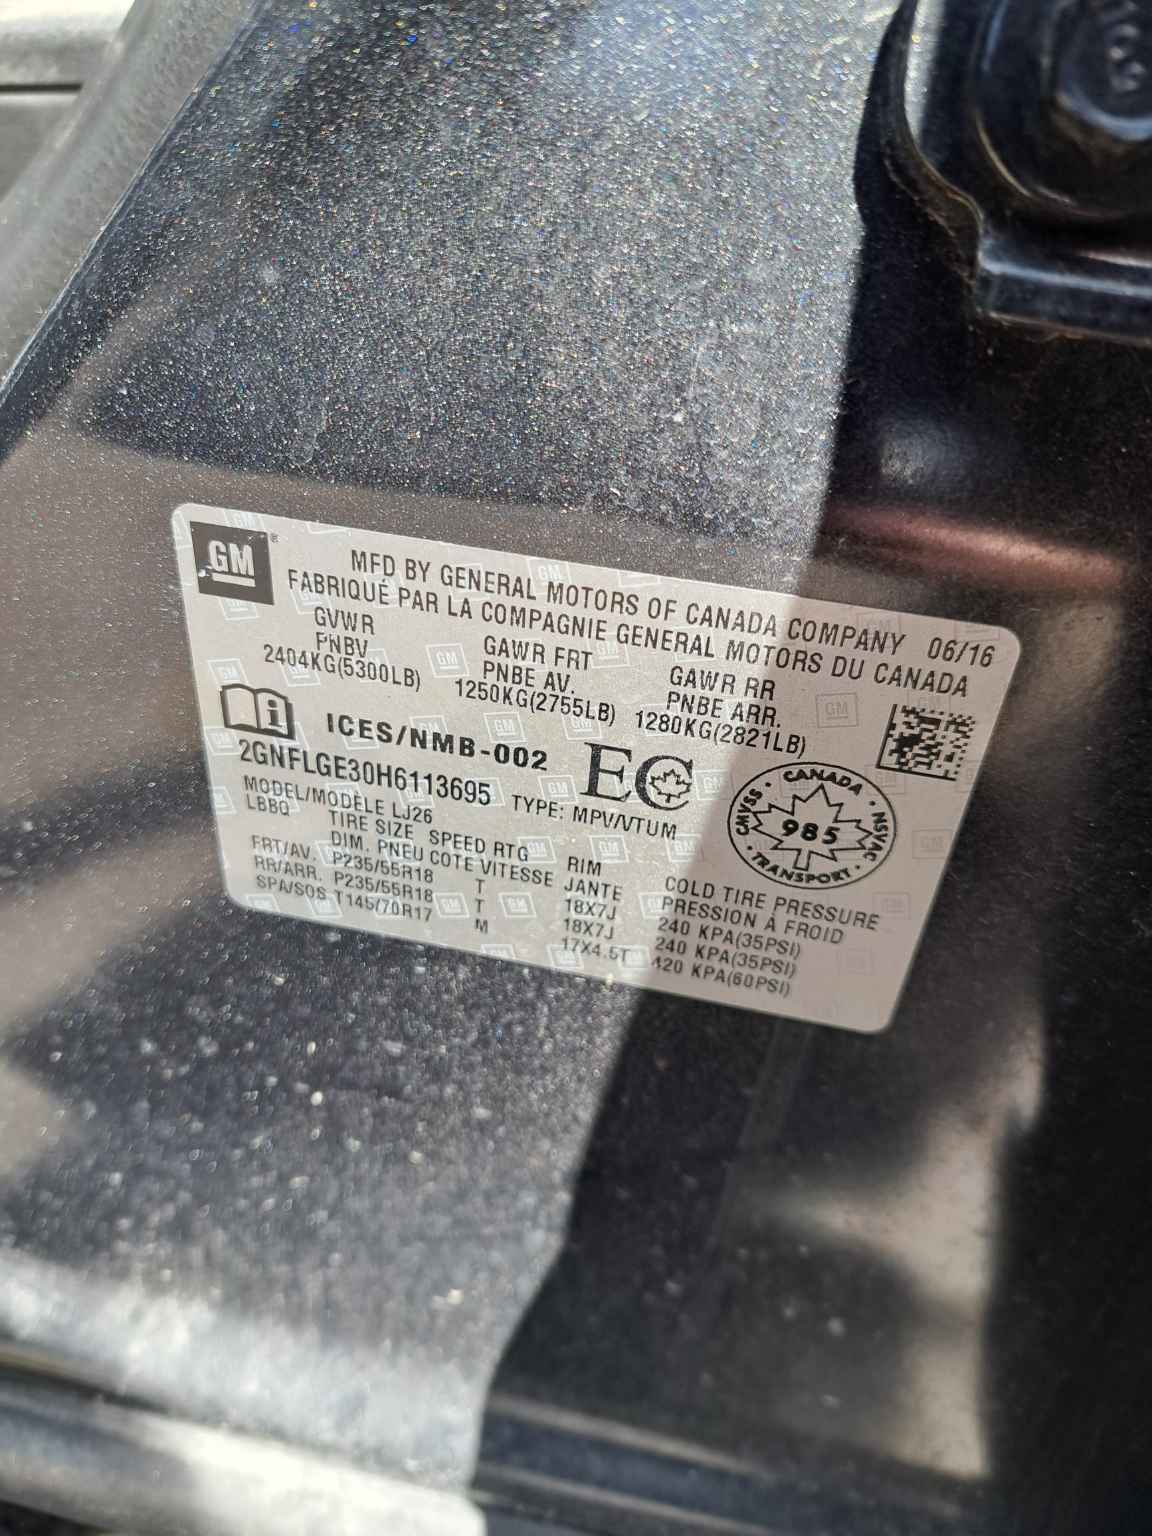 GM®
MFD BY GENERAL MOTORS OF CANADA COMPANY 06/16
FABRIQUÉ PAR LA COMPAGNIE GENERAL MOTORS DU CANADA
GVWR GAWR FRT GAWR RR
PNBV PNBE AV. PNBE ARR.
2404KG(5300LB) 1250KG(2755LB) 1280KG(2821LB)
i ICES/NMB-002 EC
2GNFLGE30H6113695 TYPE: MPV/VTUM
MODEL/MODÈLE LJ26
LBBQ TIRE SIZE SPEED RTG RIM COLD TIRE PRESSURE
DIM. PNEU COTE VITESSE JANTE PRESSION À FROID
FRT/AV. P235/55R18 T 18X7J 240 KPA(35PSI)
RR/ARR. P235/55R18 T 18X7J 240 KPA(35PSI)
SPA/SOS T145/70R17 M 17X4.5T 420 KPA(60PSI)
CANADA
CMVSS · NSVAC
985
TRANSPORT